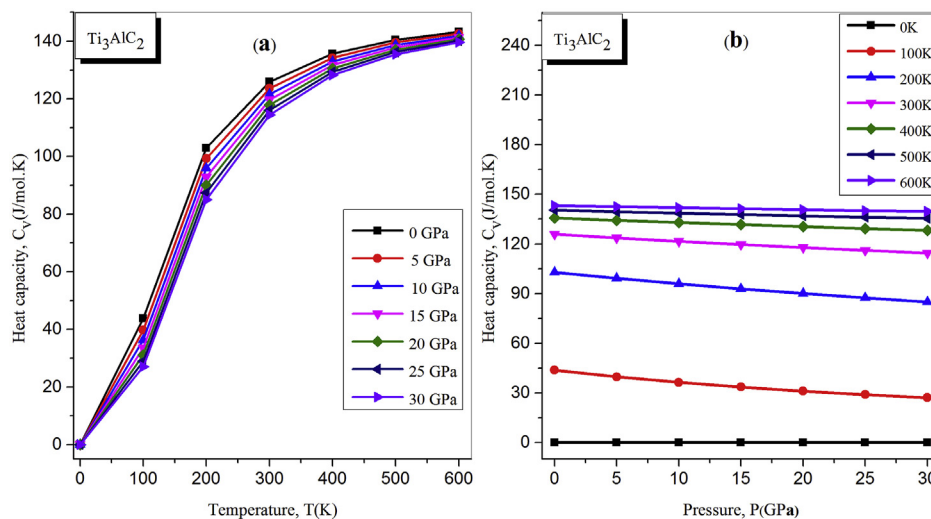 Ti3AlC2
(a)
Heat capacity, Cv(J/mol.K)
140
120
100
80
60
40
20
0
0 GPa
5 GPa
10 GPa
15 GPa
20 GPa
25 GPa
30 GPa
0 100 200 300 400 500 600
Temperature, T(K)
Ti3AlC2
(b)
Heat capacity, Cv(J/mol.K)
240
210
180
150
120
90
60
30
0
0K
100K
200K
300K
400K
500K
600K
0 5 10 15 20 25 30
Pressure, P(GPa)